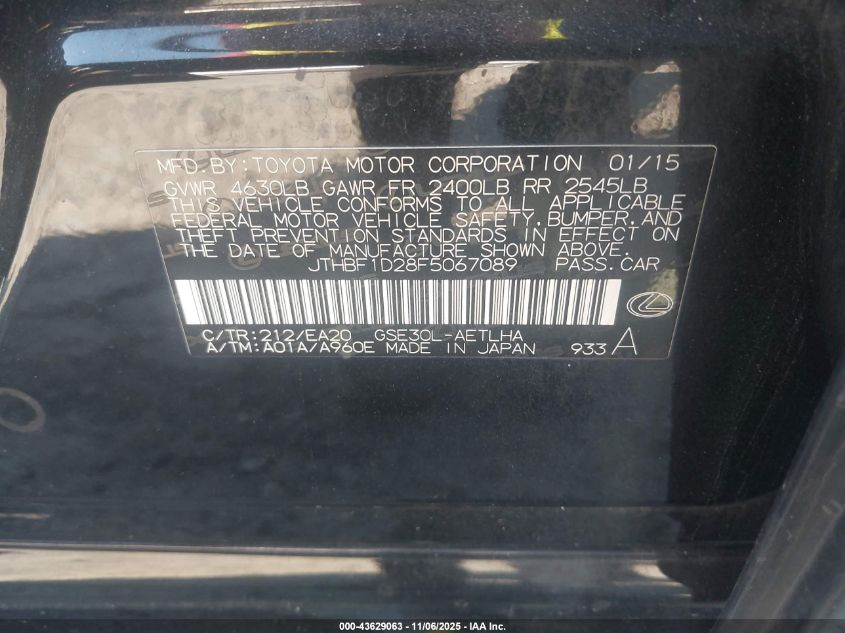 MFD. BY: TOYOTA MOTOR CORPORATION 01/15
GVWR 4630LB GAWR FR 2400LB RR 2545LB
THIS VEHICLE CONFORMS TO ALL APPLICABLE
FEDERAL MOTOR VEHICLE SAFETY, BUMPER, AND
THEFT PREVENTION STANDARDS IN EFFECT ON
THE DATE OF MANUFACTURE SHOWN ABOVE.
JTHBF1D28F5067089 PASS. CAR
C/TR:212/EA20 GSE30L-AETLHA
A/TM:A01A/A960E MADE IN JAPAN 933 A
000-43629063 - 11/06/2025 - IAA Inc.